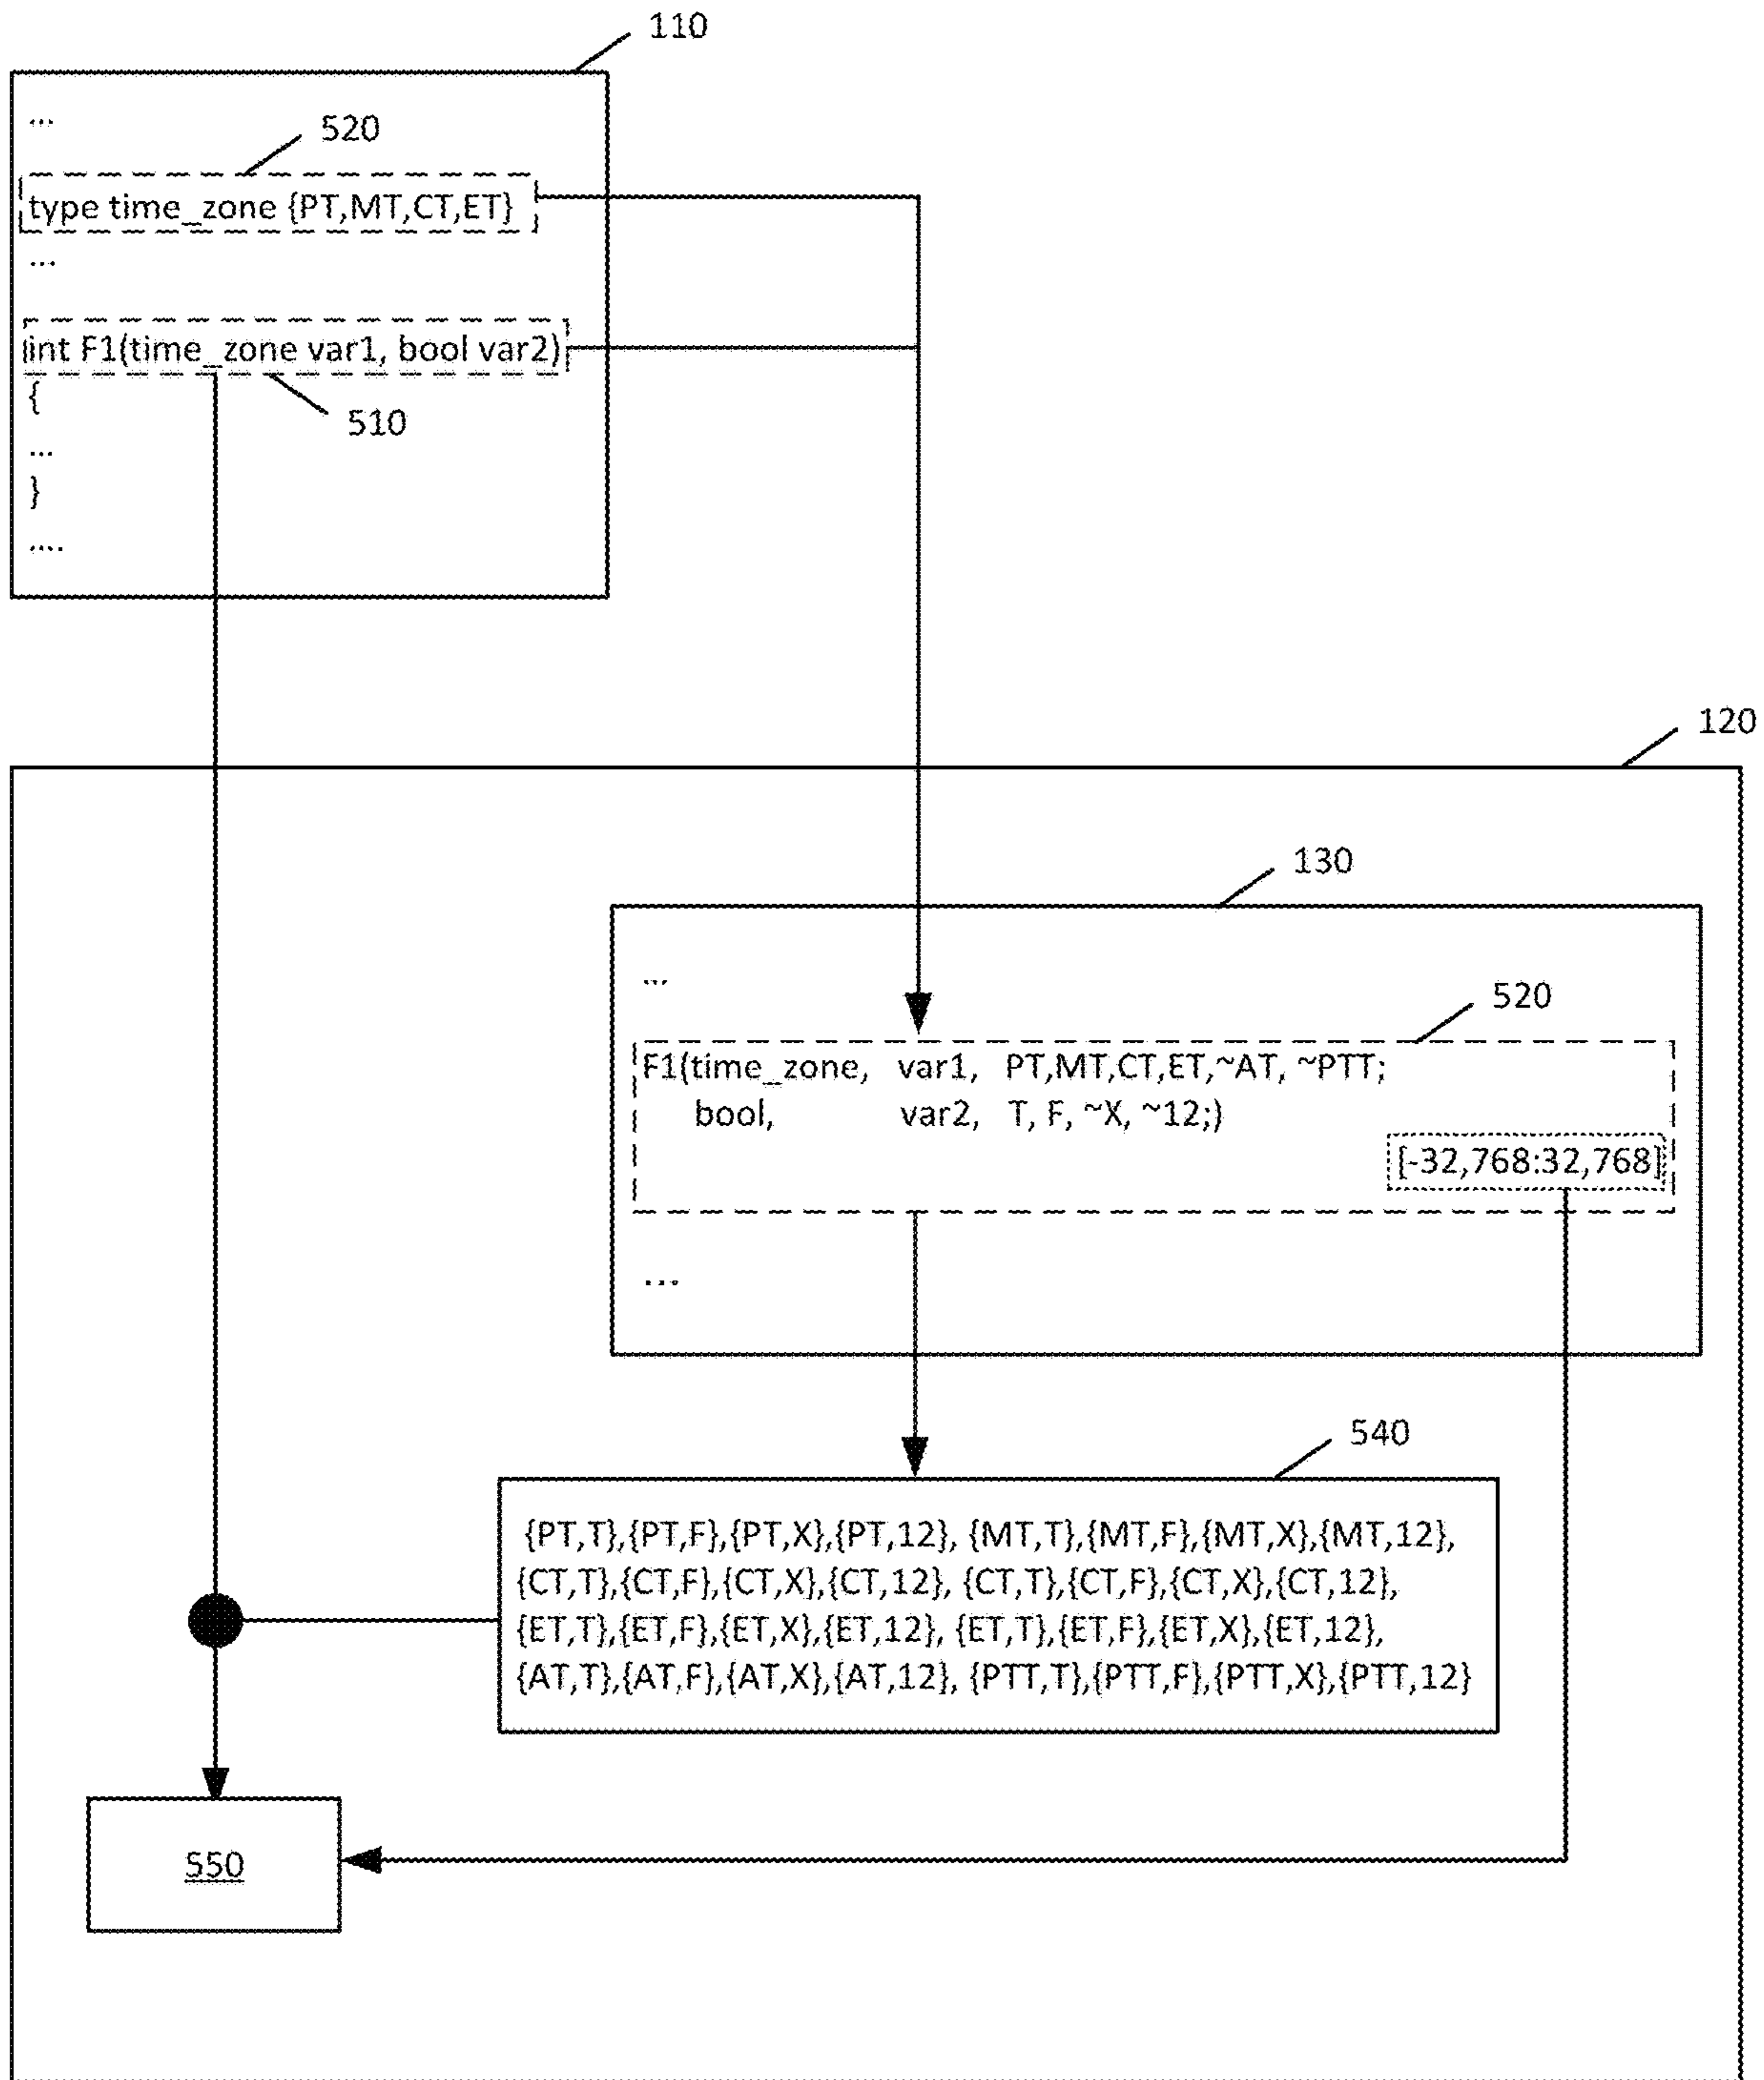 110
...
520
type time_zone {PT,MT,CT,ET}
...
int F1(time_zone var1, bool var2)
{
510
...
}
....
120
130
...
520
F1(time_zone, var1, PT,MT,CT,ET,~AT, ~PTT;
bool, var2, T, F, ~X, ~12;)
[-32,768:32,768]
...
540
{PT,T},{PT,F},{PT,X},{PT,12}, {MT,T},{MT,F},{MT,X},{MT,12},
{CT,T},{CT,F},{CT,X},{CT,12}, {CT,T},{CT,F},{CT,X},{CT,12},
{ET,T},{ET,F},{ET,X},{ET,12}, {ET,T},{ET,F},{ET,X},{ET,12},
{AT,T},{AT,F},{AT,X},{AT,12}, {PTT,T},{PTT,F},{PTT,X},{PTT,12}
550